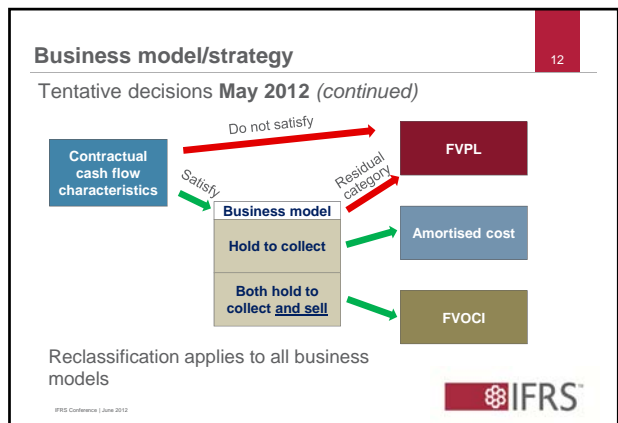 Business model/strategy
12
Tentative decisions May 2012 (continued)
Do not satisfy
FVPL
Contractual
cash flow
characteristics
Satisfy
Residual
category
Business model
Hold to collect
Amortised cost
Both hold to
collect and sell
FVOCI
Reclassification applies to all business
models
IFRS Conference | June 2012
IFRS™